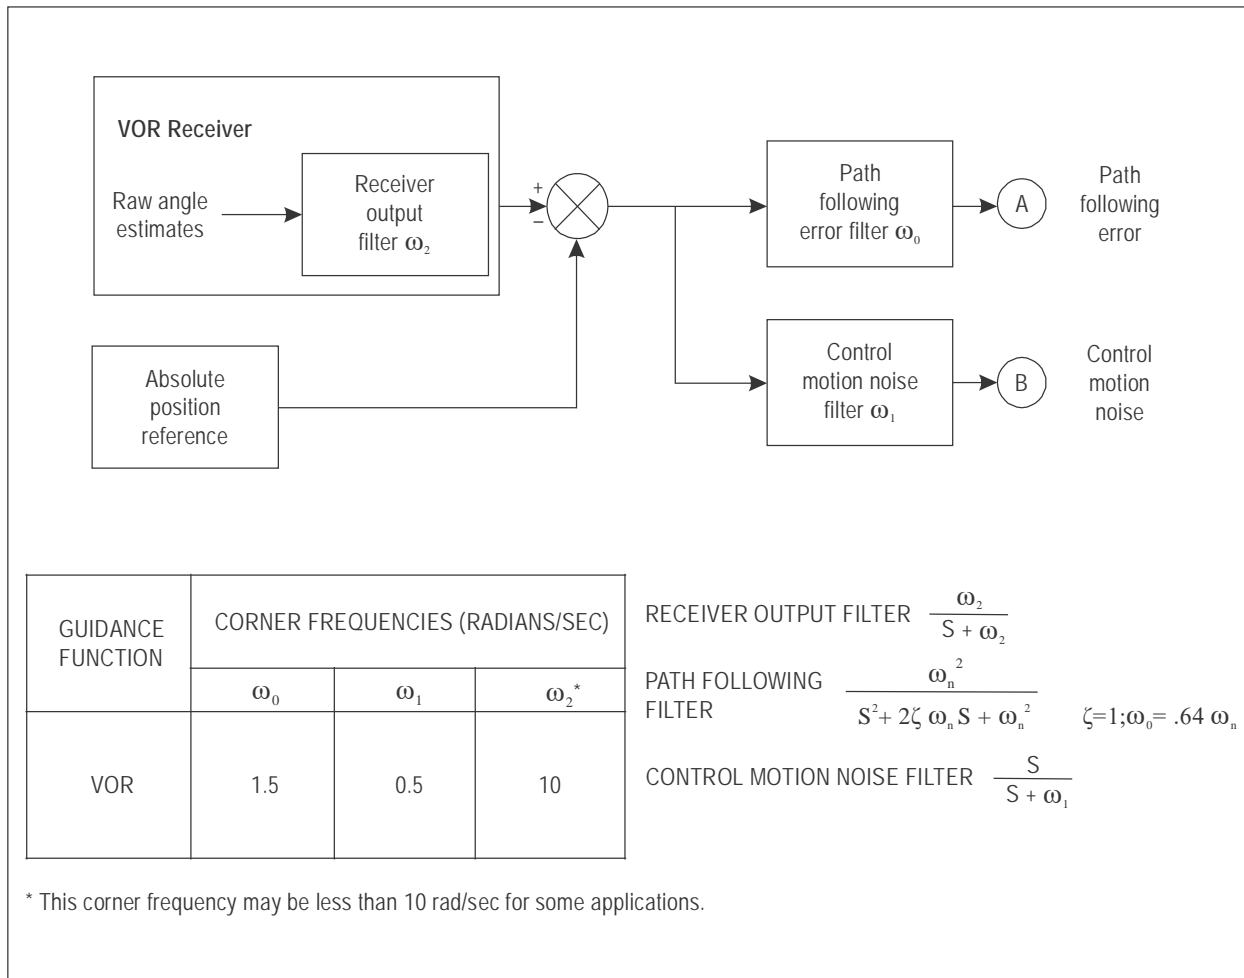 VOR Receiver
Raw angle
estimates
Receiver
output
filter ω₂
+
−
Absolute
position
reference
Path
following
error filter ω₀
A
Path
following
error
Control
motion noise
filter ω₁
B
Control
motion
noise
GUIDANCE
FUNCTION
CORNER FREQUENCIES (RADIANS/SEC)
ω₀ ω₁ ω₂*
VOR 1.5 0.5 10
RECEIVER OUTPUT FILTER
ω₂
S + ω₂
PATH FOLLOWING
FILTER
ωₙ²
S² + 2ζ ωₙ S + ωₙ²
ζ=1;ω₀= .64 ωₙ
CONTROL MOTION NOISE FILTER
S
S + ω₁
* This corner frequency may be less than 10 rad/sec for some applications.